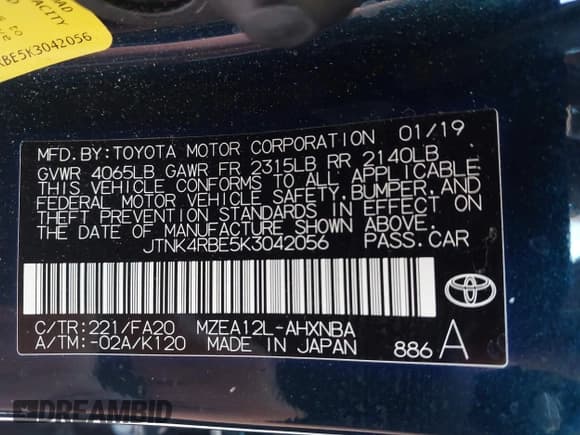 AD
ACITY
RBE5K3042056
MFD.BY:TOYOTA MOTOR CORPORATION 01/19
GVWR 4065LB GAWR FR 2315LB RR 2140LB
THIS VEHICLE CONFORMS TO ALL APPLICABLE
FEDERAL MOTOR VEHICLE SAFETY,BUMPER,AND
THEFT PREVENTION STANDARDS IN EFFECT ON
THE DATE OF MANUFACTURE SHOWN ABOVE.
JTNK4RBE5K3042056 PASS.CAR
C/TR:221/FA20 MZEA12L-AHXNBA
A/TM:-02A/K120 MADE IN JAPAN 886 A
DREAMBID